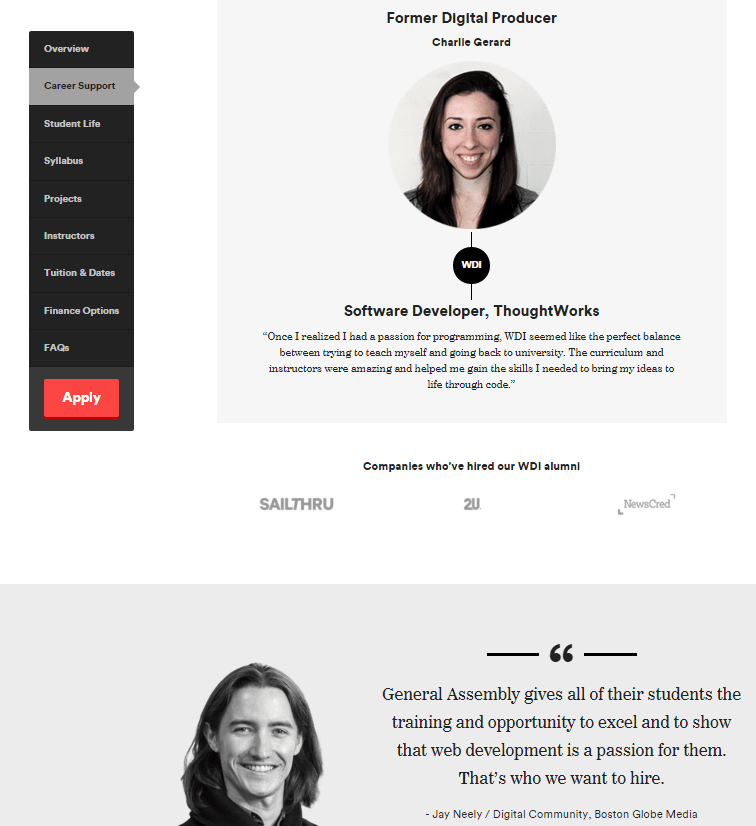 Overview
Career Support
Student Life
Syllabus
Projects
Instructors
Tuition & Dates
Finance Options
FAQs
Apply
Former Digital Producer
Charlie Gerard
WDI
Software Developer, ThoughtWorks
“Once I realized I had a passion for programming, WDI seemed like the perfect balance
between trying to teach myself and going back to university. The curriculum and
instructors were amazing and helped me gain the skills I needed to bring my ideas to
life through code.”
Companies who've hired our WDI alumni
SAILTHRU
2U
NewsCred
“
General Assembly gives all of their students the
training and opportunity to excel and to show
that web development is a passion for them.
That’s who we want to hire.
- Jay Neely / Digital Community, Boston Globe Media